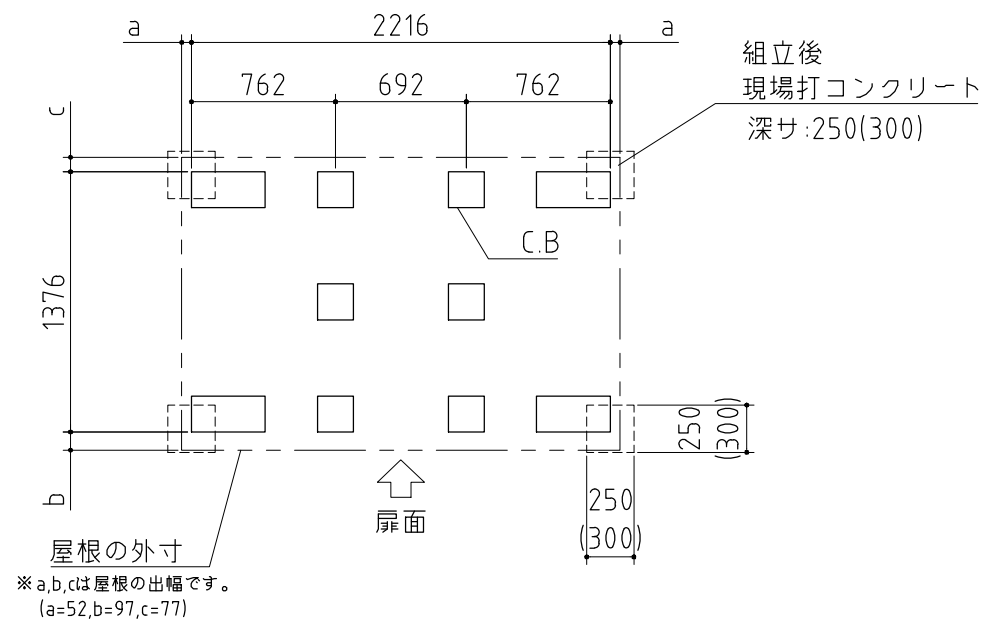 a
2216
a
762
692
762
組立後
現場打コンクリート
深サ:250(300)
c
C.B
1376
250
(300)
b
250
(300)
扉面
屋根の外寸
※a,b,cは屋根の出幅です。
(a=52,b=97,c=77)